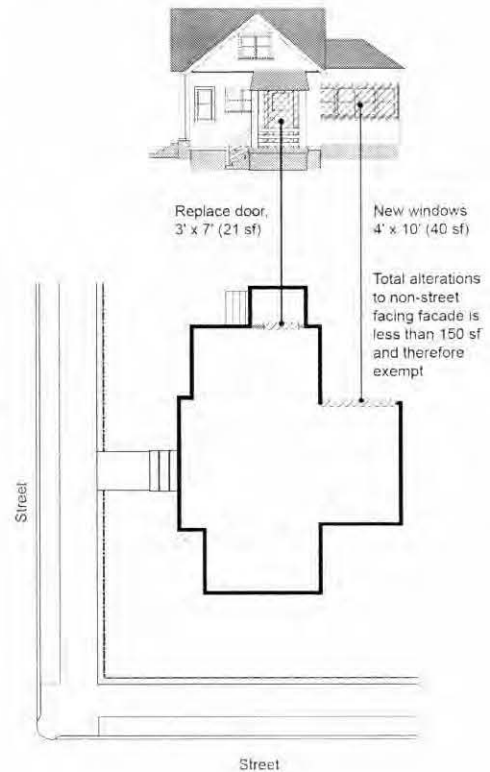 Replace door,
3' x 7' (21 sf)
New windows
4' x 10' (40 sf)
Total alterations
to non-street
facing facade is
less than 150 sf
and therefore
exempt
Street
Street